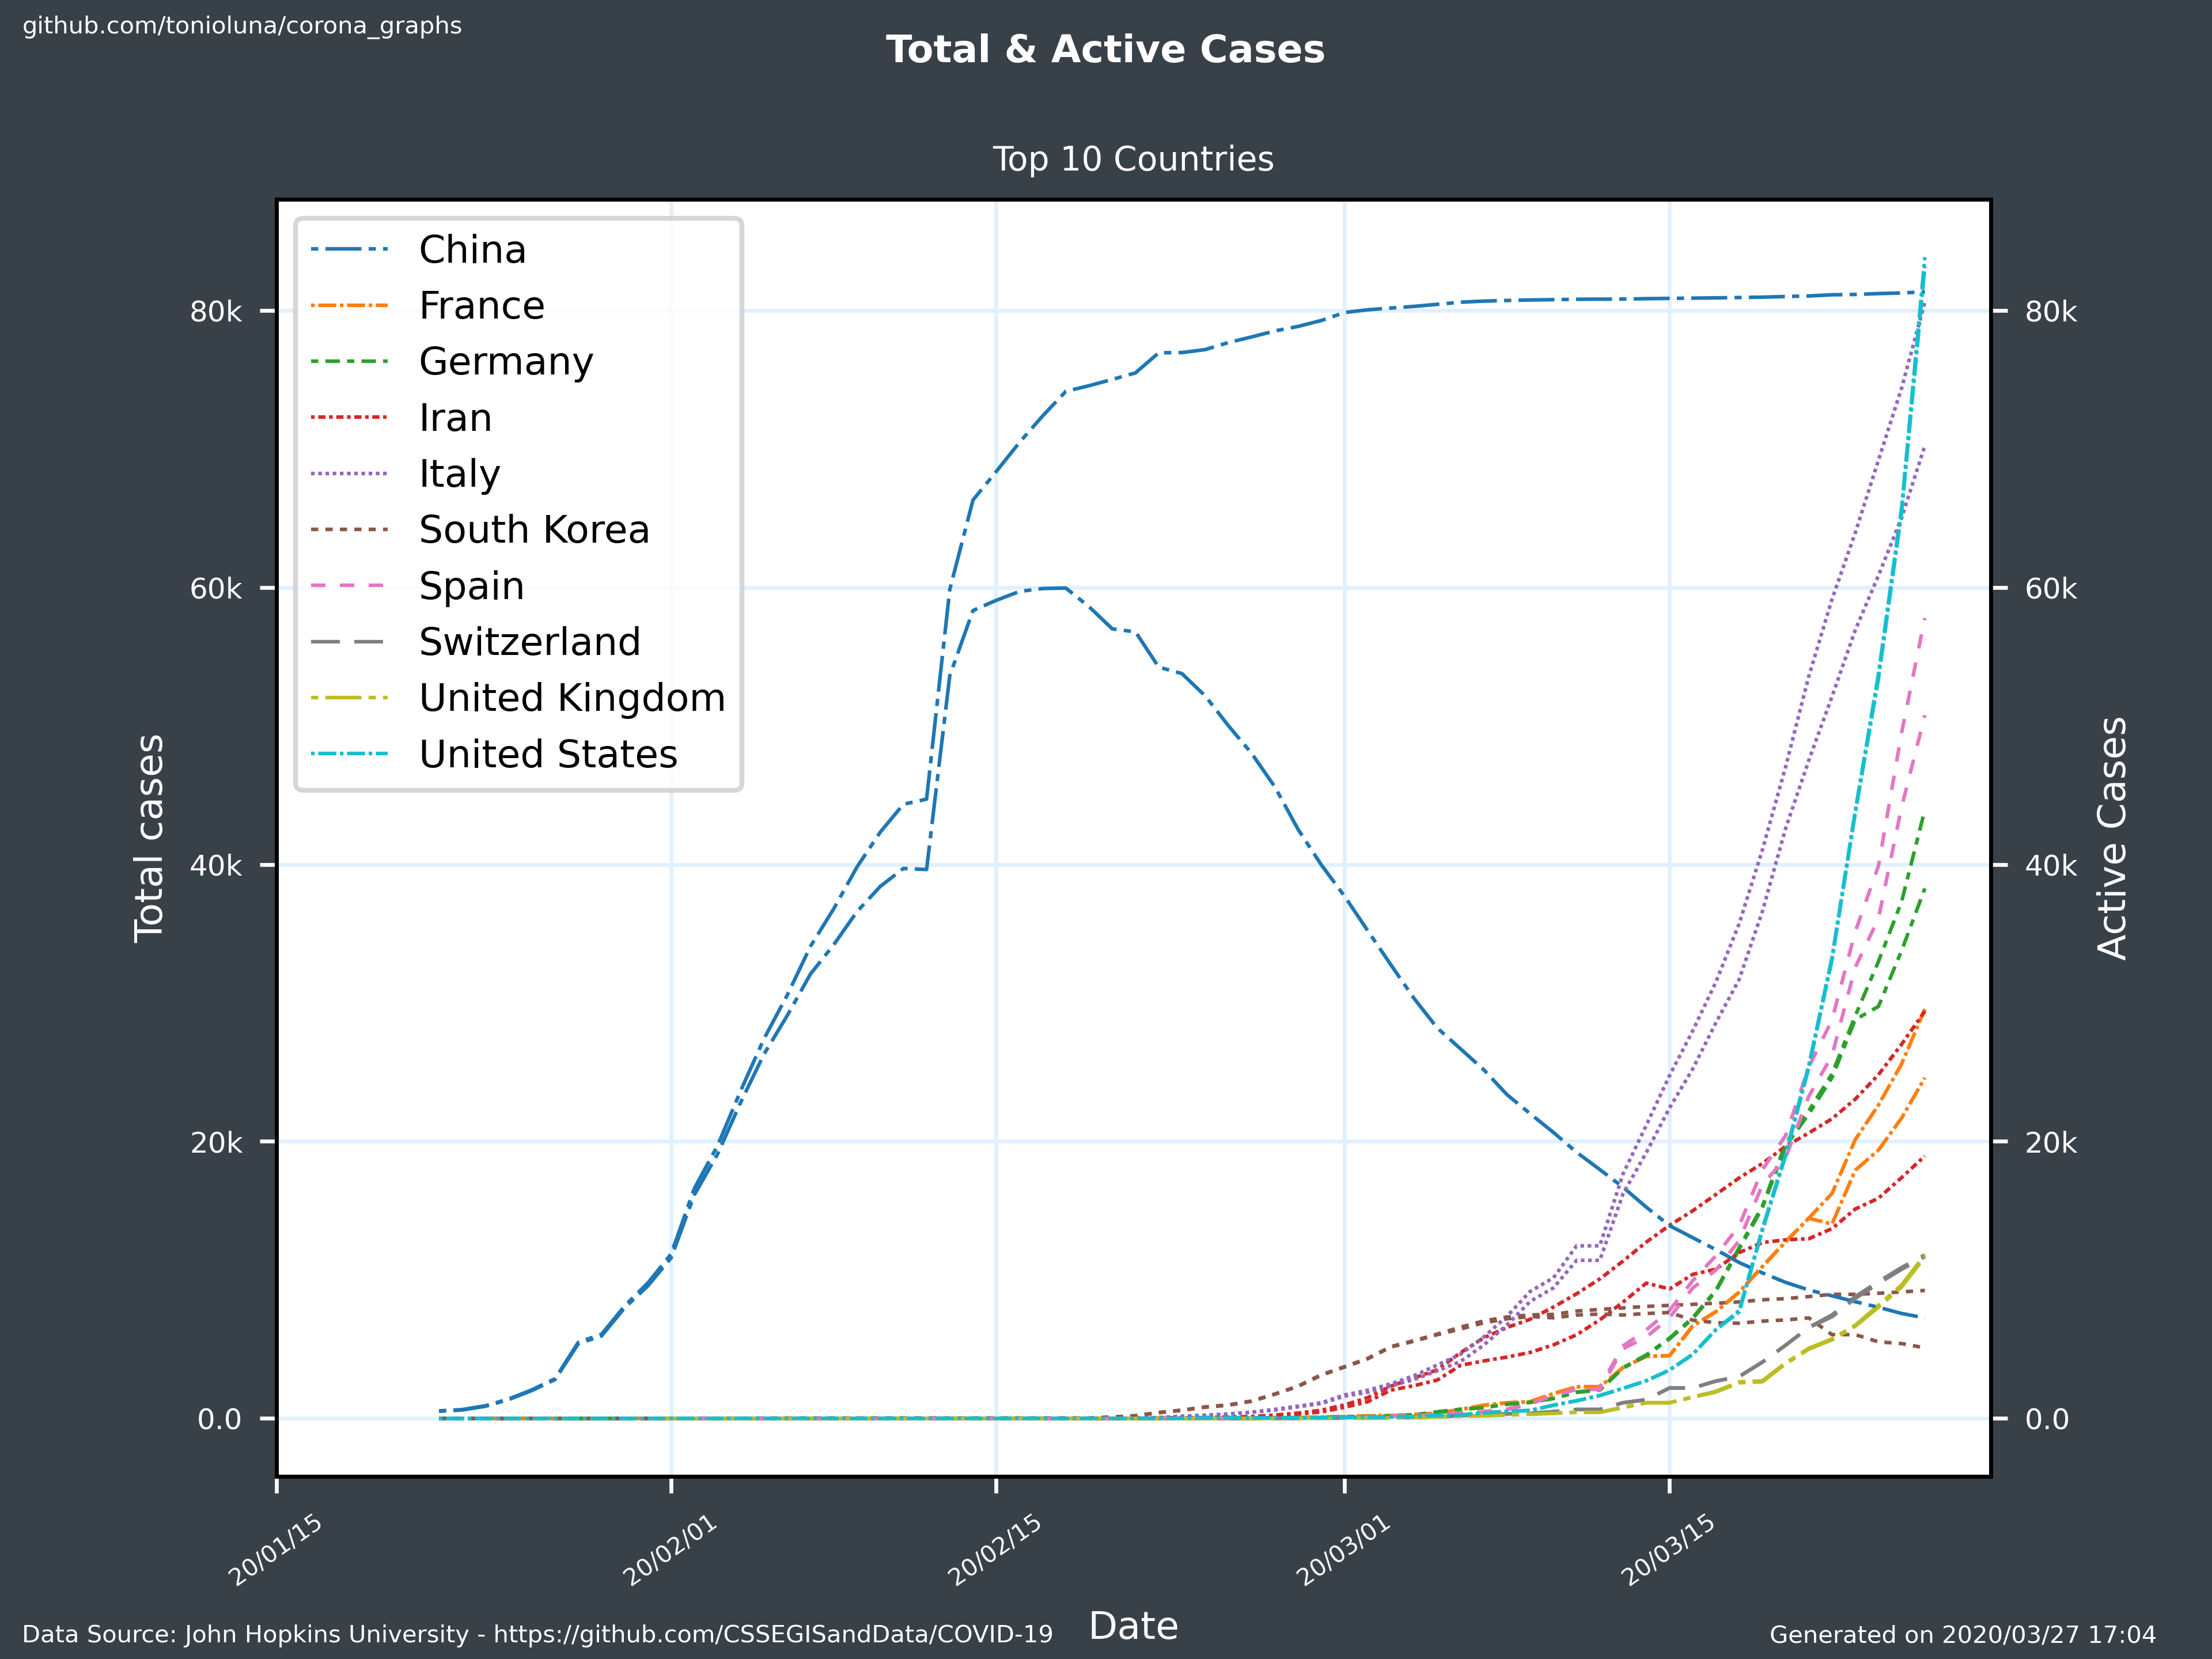 github.com/tonioluna/corona_graphs
Total & Active Cases
Top 10 Countries
China
France
Germany
Iran
Italy
South Korea
Spain
Switzerland
United Kingdom
United States
Total cases
80k
60k
40k
20k
0.0
Active Cases
80k
60k
40k
20k
0.0
20/01/15
20/02/01
20/02/15
20/03/01
20/03/15
Date
Data Source: John Hopkins University - https://github.com/CSSEGISandData/COVID-19
Generated on 2020/03/27 17:04